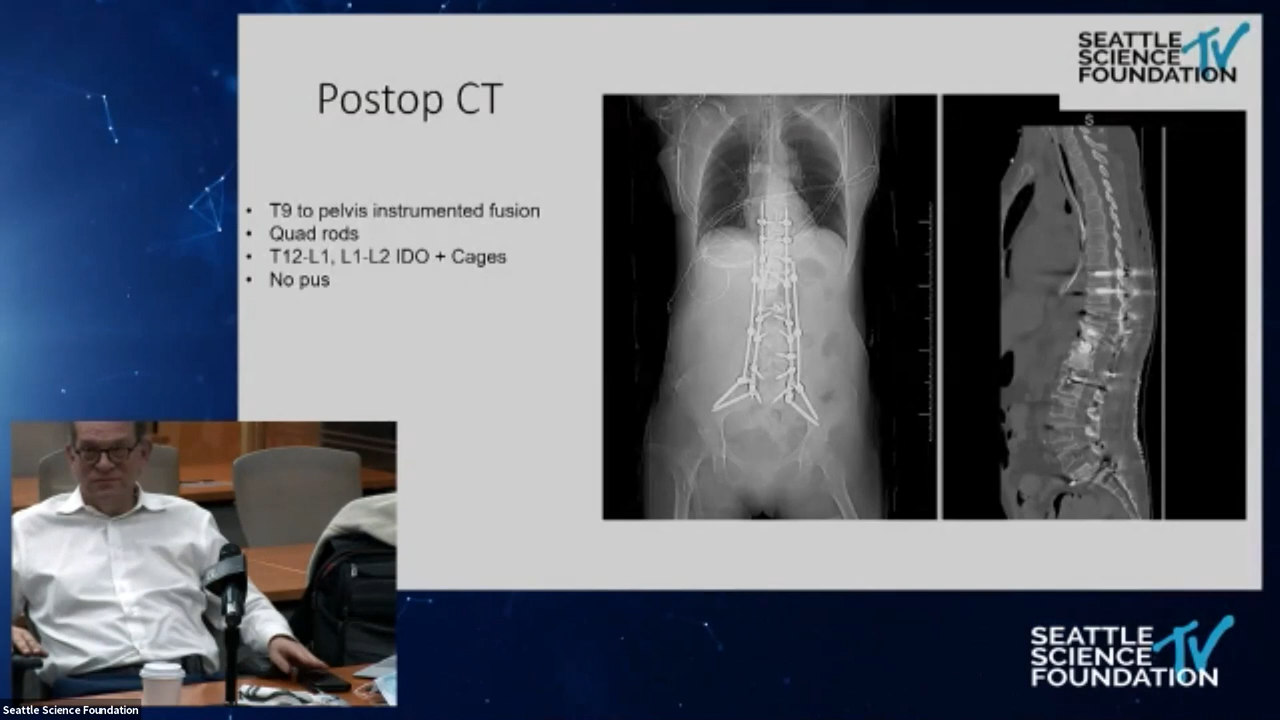 SEATTLE
SCIENCE TV
FOUNDATION
Postop CT
S
• T9 to pelvis instrumented fusion
• Quad rods
• T12-L1, L1-L2 IDO + Cages
• No pus
SEATTLE
SCIENCE TV
FOUNDATION
Seattle Science Foundation